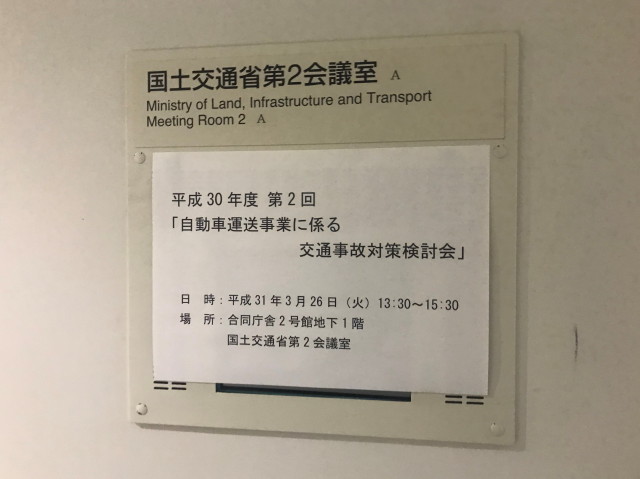 国土交通省第2会議室 A
Ministry of Land, Infrastructure and Transport
Meeting Room 2 A
平成30年度 第2回
「自動車運送事業に係る
交通事故対策検討会」
日 時：平成31年3月26日（火）13:30～15:30
場 所：合同庁舎2号館地下1階
国土交通省第2会議室